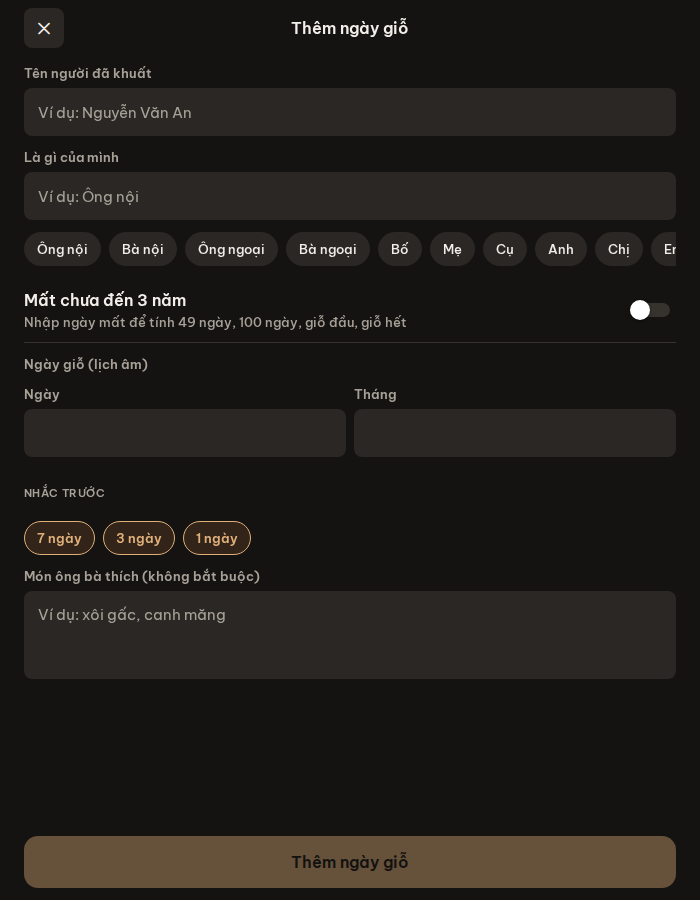 Thêm ngày giỗ
Tên người đã khuất
Ví dụ: Nguyễn Văn An
Là gì của mình
Ví dụ: Ông nội
Ông nội Bà nội Ông ngoại Bà ngoại Bố Mẹ Cụ Anh Chị
Mất chưa đến 3 năm
Nhập ngày mất để tính 49 ngày, 100 ngày, giỗ đầu, giỗ hết
Ngày giỗ (lịch âm)
Ngày Tháng
NHẮC TRƯỚC
7 ngày 3 ngày 1 ngày
Món ông bà thích (không bắt buộc)
Ví dụ: xôi gấc, canh măng
Thêm ngày giỗ